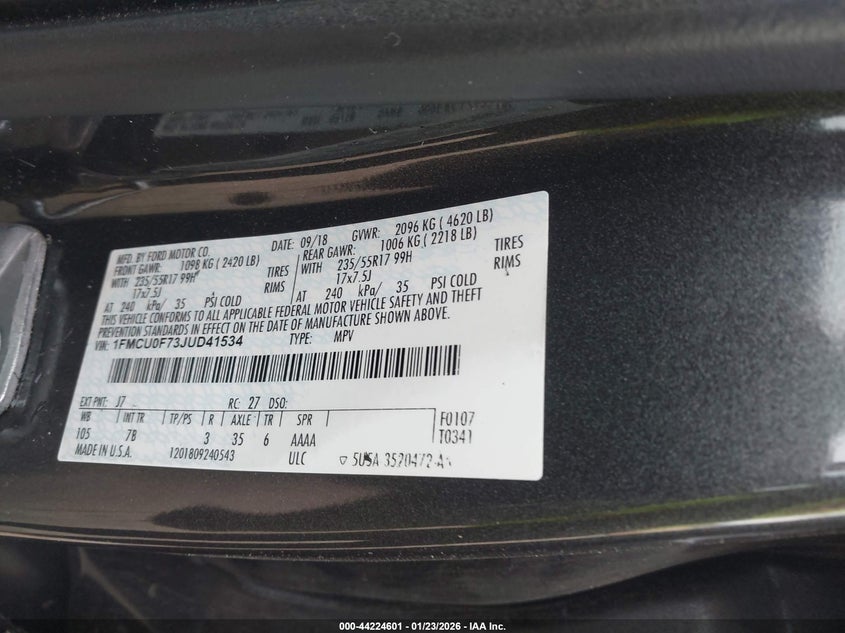 MFD. BY FORD MOTOR CO.
DATE: 09/18 GVWR: 2096 KG ( 4620 LB)
FRONT GAWR: 1098 KG ( 2420 LB)
WITH 235/55R17 99H TIRES
17x7.5J RIMS
AT 240 kPa/ 35 PSI COLD
REAR GAWR: 1006 KG ( 2218 LB)
WITH 235/55R17 99H TIRES
17x7.5J RIMS
AT 240 kPa/ 35 PSI COLD
THIS VEHICLE CONFORMS TO ALL APPLICABLE FEDERAL MOTOR VEHICLE SAFETY AND THEFT
PREVENTION STANDARDS IN EFFECT ON THE DATE OF MANUFACTURE SHOWN ABOVE.
VIN: 1FMCU0F73JUD41534 TYPE: MPV
EXT PNT: J7 RC: 27 DSO:
WB INT TR TP/PS R AXLE TR SPR F0107
105 7B 3 35 6 AAAA T0341
MADE IN U.S.A. 1201809240543 ULC
000-44224601 - 01/23/2026 - IAA Inc.